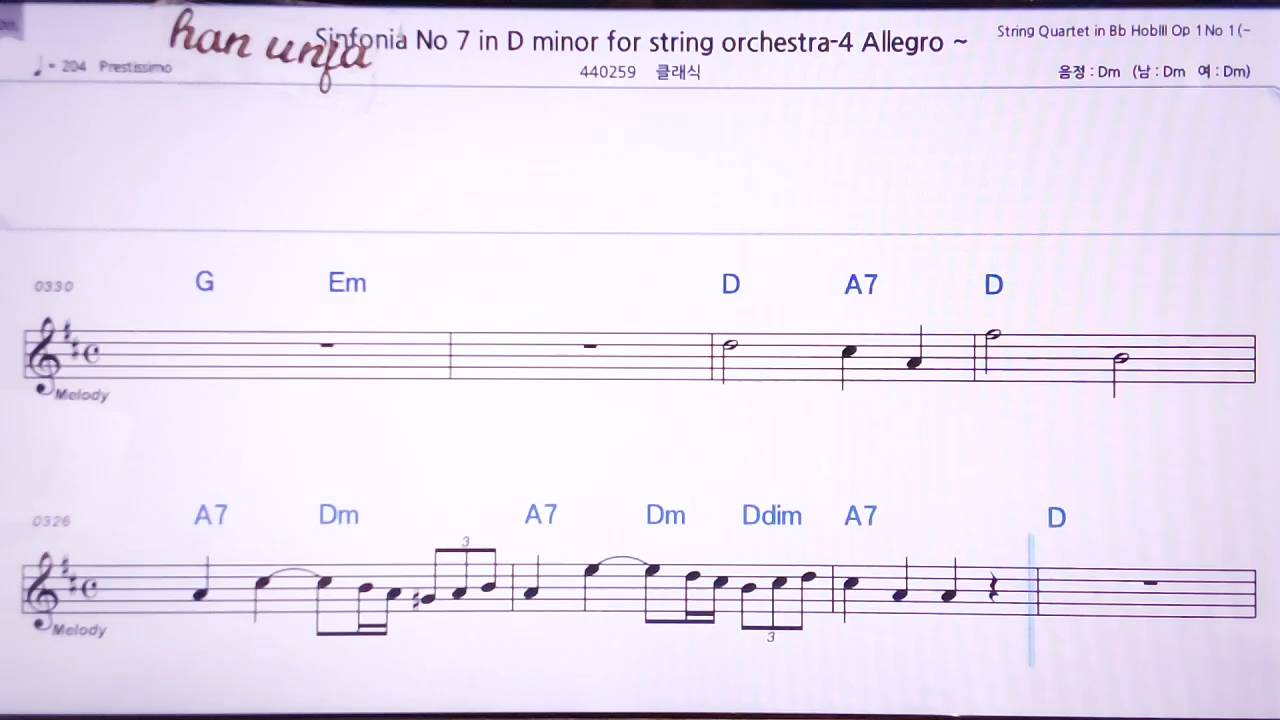 han unfa
Sinfonia No 7 in D minor for string orchestra-4 Allegro ~
String Quartet in Bb HobIII Op 1 No 1 (~
♩ = 204 Prestissimo
440259 클래식
음정 : Dm (남 : Dm 여 : Dm)
G Em D A7 D
0330
Melody
A7 Dm A7 Dm Ddim A7 D
0326
3
Melody
3